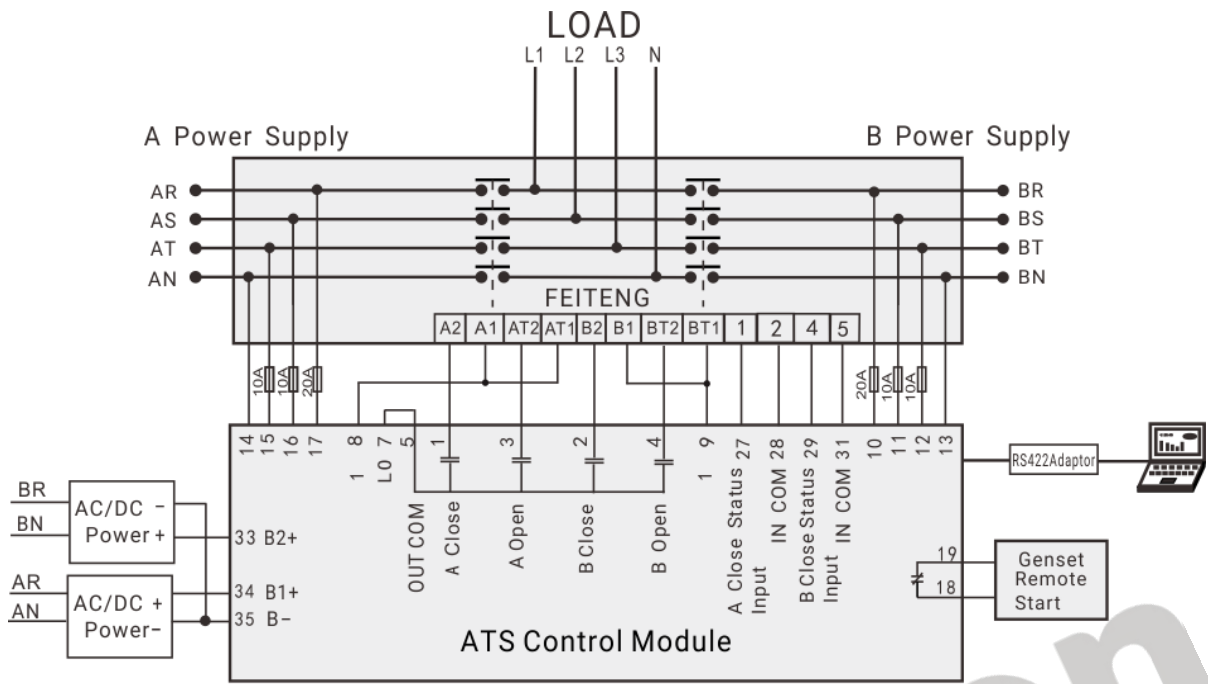 LOAD
L1 L2 L3 N
A Power Supply
B Power Supply
AR
AS
AT
AN
BR
BS
BT
BN
FEITENG
A2 A1 AT2 AT1 B2 B1 BT2 BT1 1 2 4 5
10A
10A
20A
20A
10A
10A
14
15
16
17
1 8
LO 7
5
OUT COM
1
A Close
3
A Open
2
B Close
4
B Open
1 9
A Close Status 27
Input
IN COM 28
B Close Status 29
Input
IN COM 31
10
11
12
13
RS422Adaptor
BR
BN
AC/DC -
Power +
33 B2+
AR
AN
AC/DC +
Power-
34 B1+
35 B-
19
18
Genset
Remote
Start
ATS Control Module